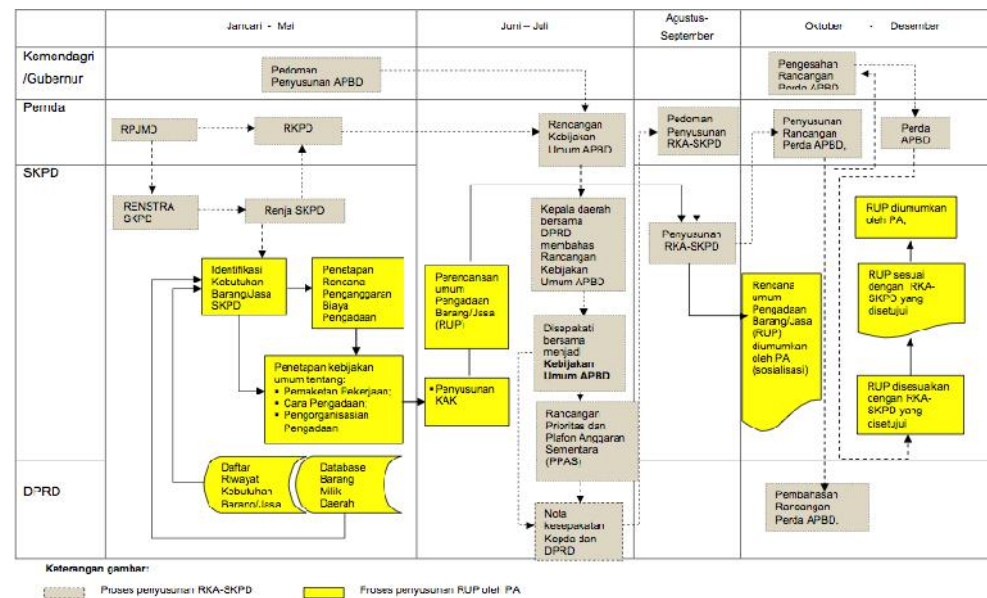 Januari - Mei
Juni – Juli
Agustus-
September
Oktober - Desember
Kemendagri
/Gubernur
Pedoman
Penyusunan APBD
Pengesahan
Rancangan
Perda APBD
Pemda
RPJMD
RKPD
Rancangan
Kebijakan
Umum APBD
Pedoman
Penyusunan
RKA-SKPD
Penyusunan
Rancangan
Perda APBD,
Perda
APBD
SKPD
RENSTRA
SKPD
Renja SKPD
Kepala daerah
bersama
DPRD
membahas
Rancangan
Kebijakan
Umum APBD
Penyusunan
RKA-SKPD
RUP diumumkan
oleh PA,
Identifikasi
Kebutuhan
Barang/Jasa
SKPD
Penetapan
Rencana
Penganggaran
Biaya
Pengadaan
Perencanaan
umum
Pengadaan
Barang/Jasa
(RUP)
Rencana
umum
Pengadaan
Barang/Jasa
(RUP)
diumumkan
oleh PA
(sosialisasi)
RUP sesuai
dengan RKA-
SKPD yang
disetujui
Disepakati
bersama
menjadi
Kebijakan
Umum APBD
Penetapan kebijakan
umum tentang:
▪ Pemaketan Pekerjaan;
▪ Cara Pengadaan;
▪ Pengorganisasian
Pengadaan
▪ Penyusunan
KAK
RUP disesuaikan
dengan RKA-
SKPD yang
disetujui
Rancangan
Prioritas dan
Plafon Anggaran
Sementara
(PPAS)
DPRD
Daftar
Riwayat
Kebutuhan
Barang/Jasa
Database
Barang
Milik
Daerah
Nota
kesepakatan
Kepda dan
DPRD
Pembahasan
Rancangan
Perda APBD.
Keterangan gambar:
Proses penyusunan RKA-SKPD
Proses penyusunan RUP oleh PA